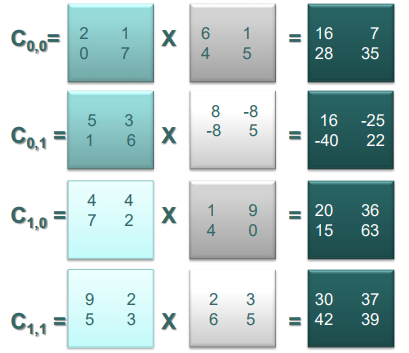 C0,0= 2 1 X 6 1 = 16 7
0 7 4 5 28 35
C0,1 = 5 3 X 8 -8 = 16 -25
1 6 -8 5 -40 22
C1,0 = 4 4 X 1 9 = 20 36
7 2 4 0 15 63
C1,1 = 9 2 X 2 3 = 30 37
5 3 6 5 42 39